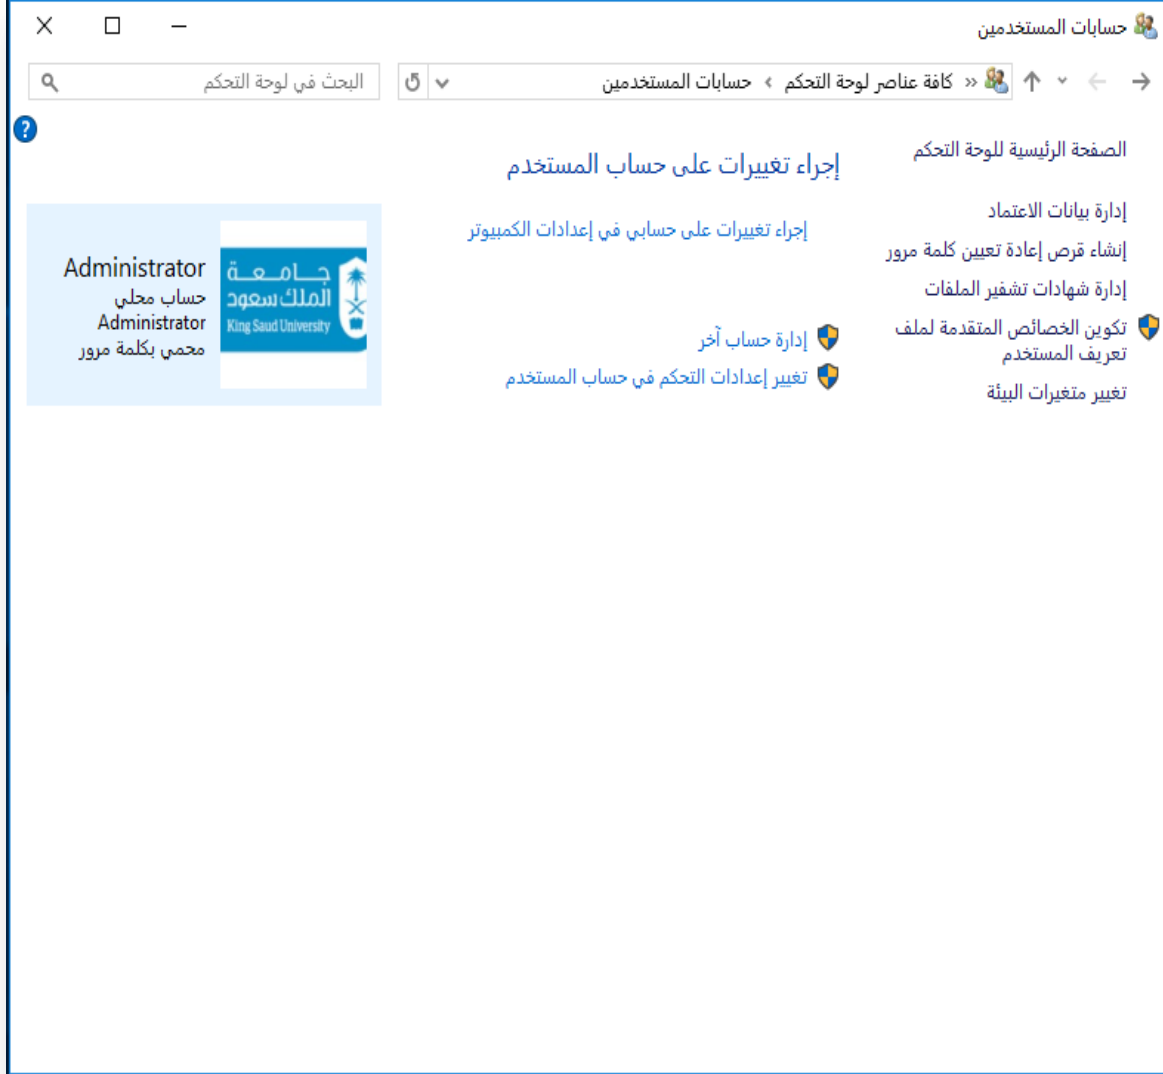 حسابات المستخدمين
« كافة عناصر لوحة التحكم › حسابات المستخدمين
البحث في لوحة التحكم
الصفحة الرئيسية للوحة التحكم
إدارة بيانات الاعتماد
إنشاء قرص إعادة تعيين كلمة مرور
إدارة شهادات تشفير الملفات
تكوين الخصائص المتقدمة لملف
تعريف المستخدم
تغيير متغيرات البيئة
إجراء تغييرات على حساب المستخدم
إجراء تغييرات على حسابي في إعدادات الكمبيوتر
إدارة حساب آخر
تغيير إعدادات التحكم في حساب المستخدم
جامعة
الملك سعود
King Saud University
Administrator
حساب محلي
Administrator
محمي بكلمة مرور